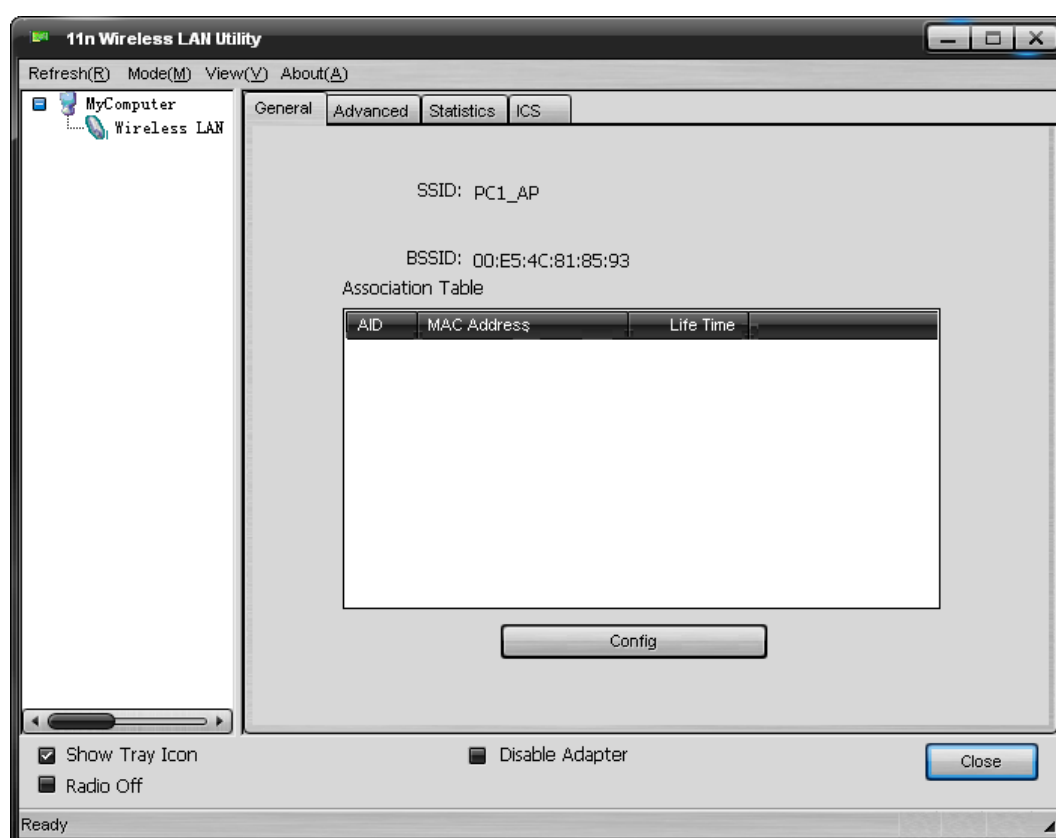 11n Wireless LAN Utility
Refresh(R) Mode(M) View(V) About(A)
MyComputer
Wireless LAN
General Advanced Statistics ICS
SSID: PC1_AP
BSSID: 00:E5:4C:81:85:93
Association Table
AID MAC Address Life Time
Config
Show Tray Icon
Disable Adapter
Close
Radio Off
Ready